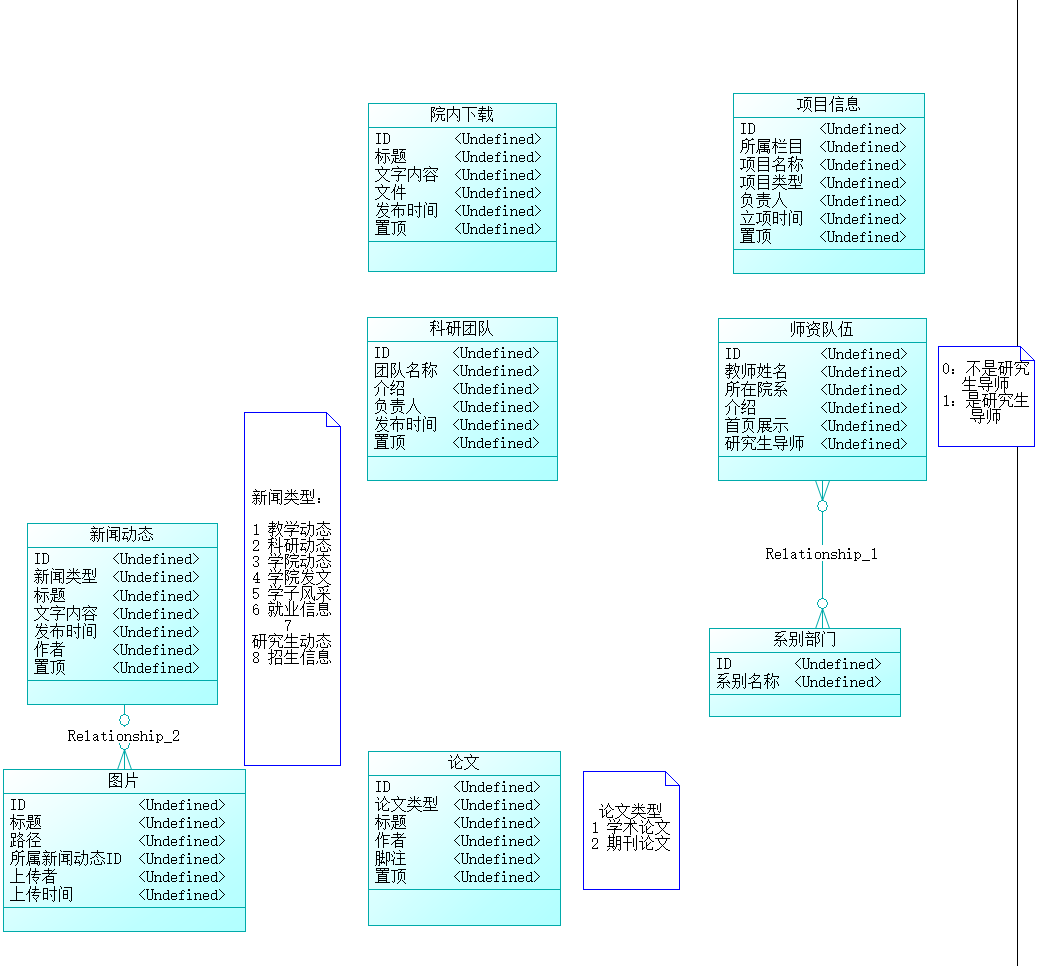 院内下载
ID <Undefined>
标题 <Undefined>
文字内容 <Undefined>
文件 <Undefined>
发布时间 <Undefined>
置顶 <Undefined>
项目信息
ID <Undefined>
所属栏目 <Undefined>
项目名称 <Undefined>
项目类型 <Undefined>
负责人 <Undefined>
立项时间 <Undefined>
置顶 <Undefined>
科研团队
ID <Undefined>
团队名称 <Undefined>
介绍 <Undefined>
负责人 <Undefined>
发布时间 <Undefined>
置顶 <Undefined>
师资队伍
ID <Undefined>
教师姓名 <Undefined>
所在院系 <Undefined>
介绍 <Undefined>
首页展示 <Undefined>
研究生导师 <Undefined>
0: 不是研究
生导师
1: 是研究生
导师
新闻类型:
1 教学动态
2 科研动态
3 学院动态
4 学院发文
5 学子风采
6 就业信息
7
研究生动态
8 招生信息
新闻动态
ID <Undefined>
新闻类型 <Undefined>
标题 <Undefined>
文字内容 <Undefined>
发布时间 <Undefined>
作者 <Undefined>
置顶 <Undefined>
Relationship_1
系别部门
ID <Undefined>
系别名称 <Undefined>
Relationship_2
图片
ID <Undefined>
标题 <Undefined>
路径 <Undefined>
所属新闻动态ID <Undefined>
上传者 <Undefined>
上传时间 <Undefined>
论文
ID <Undefined>
论文类型 <Undefined>
标题 <Undefined>
作者 <Undefined>
脚注 <Undefined>
置顶 <Undefined>
论文类型
1 学术论文
2 期刊论文